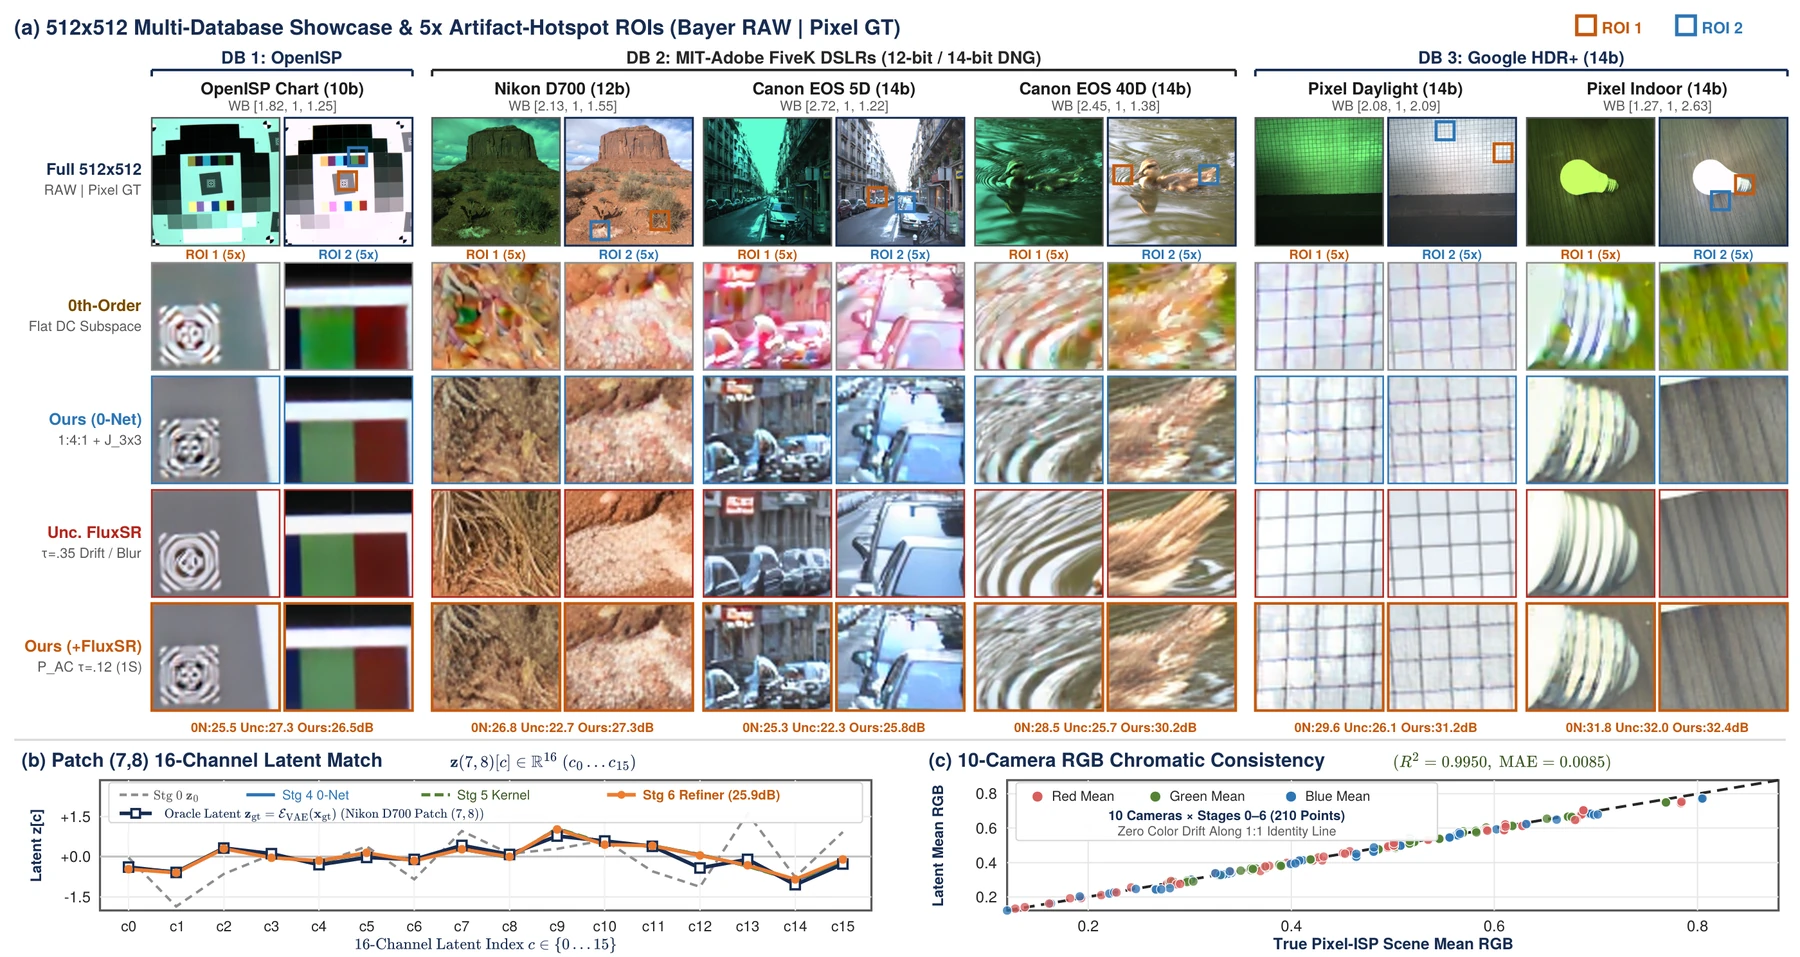 (a) 512x512 Multi-Database Showcase & 5x Artifact-Hotspot ROIs (Bayer RAW | Pixel GT)
ROI 1
ROI 2
DB 1: OpenISP
DB 2: MIT-Adobe FiveK DSLRs (12-bit / 14-bit DNG)
DB 3: Google HDR+ (14b)
OpenISP Chart (10b)
Nikon D700 (12b)
Canon EOS 5D (14b)
Canon EOS 40D (14b)
Pixel Daylight (14b)
Pixel Indoor (14b)
WB [1.82, 1, 1.25]
WB [2.13, 1, 1.55]
WB [2.72, 1, 1.22]
WB [2.45, 1, 1.38]
WB [2.08, 1, 2.09]
WB [1.27, 1, 2.63]
Full 512x512
RAW | Pixel GT
ROI 1 (5x)
ROI 2 (5x)
ROI 1 (5x)
ROI 2 (5x)
ROI 1 (5x)
ROI 2 (5x)
ROI 1 (5x)
ROI 2 (5x)
ROI 1 (5x)
ROI 2 (5x)
ROI 1 (5x)
ROI 2 (5x)
0th-Order
Flat DC Subspace
Ours (0-Net)
1:4:1 + J_3x3
Unc. FluxSR
τ=.35 Drift / Blur
Ours (+FluxSR)
P_AC τ=.12 (1S)
0N:25.5 Unc:27.3 Ours:26.5dB
0N:26.8 Unc:22.7 Ours:27.3dB
0N:25.3 Unc:22.3 Ours:25.8dB
0N:28.5 Unc:25.7 Ours:30.2dB
0N:29.6 Unc:26.1 Ours:31.2dB
0N:31.8 Unc:32.0 Ours:32.4dB
(b) Patch (7,8) 16-Channel Latent Match
z(7, 8)[c] ∈ ℝ¹⁶ (c₀ … c₁₅)
Stg 0 z₀
Stg 4 0-Net
Stg 5 Kernel
Stg 6 Refiner (25.9dB)
Oracle Latent z_gt = ℰ_VAE(x_gt) (Nikon D700 Patch (7, 8))
Latent z[c]
+1.5
+0.0
-1.5
c0
c1
c2
c3
c4
c5
c6
c7
c8
c9
c10
c11
c12
c13
c14
c15
16-Channel Latent Index c ∈ {0 … 15}
(c) 10-Camera RGB Chromatic Consistency
(R² = 0.9950, MAE = 0.0085)
Red Mean
Green Mean
Blue Mean
10 Cameras × Stages 0–6 (210 Points)
Zero Color Drift Along 1:1 Identity Line
Latent Mean RGB
0.8
0.6
0.4
0.2
0.2
0.4
0.6
0.8
True Pixel-ISP Scene Mean RGB